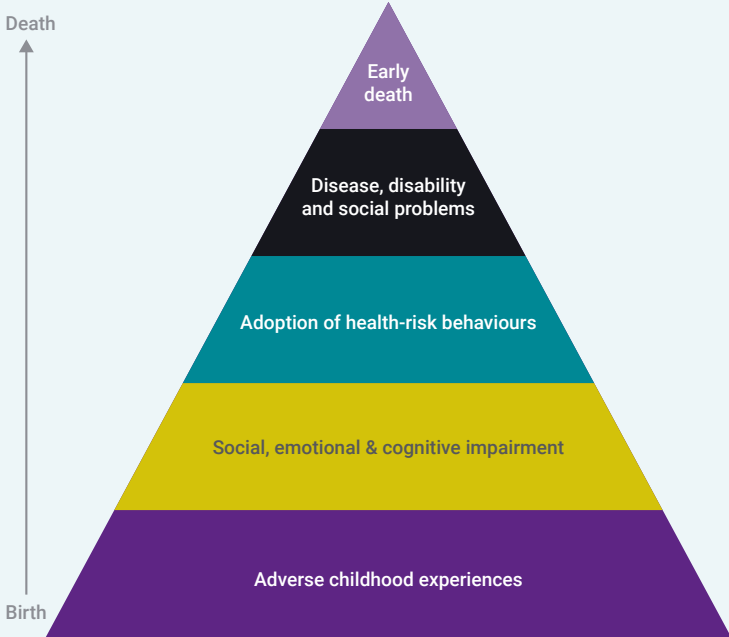 Death
Early
death
Disease, disability
and social problems
Adoption of health-risk behaviours
Social, emotional & cognitive impairment
Adverse childhood experiences
Birth